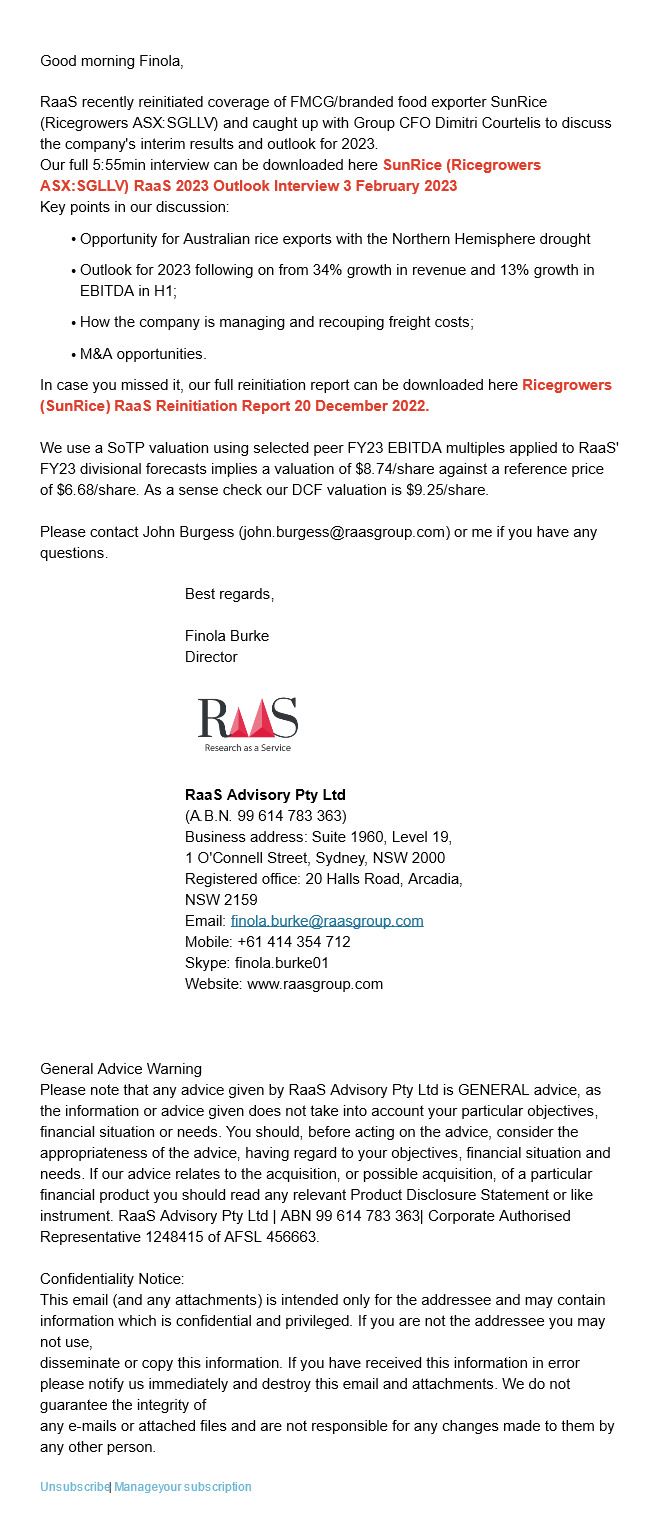 Good morning Finola,
RaaS recently reinitiated coverage of FMCG/branded food exporter SunRice
(Ricegrowers ASX:SGLLV) and caught up with Group CFO Dimitri Courtelis to discuss
the company's interim results and outlook for 2023.
Our full 5:55min interview can be downloaded here SunRice (Ricegrowers
ASX:SGLLV) RaaS 2023 Outlook Interview 3 February 2023
Key points in our discussion:
• Opportunity for Australian rice exports with the Northern Hemisphere drought
• Outlook for 2023 following on from 34% growth in revenue and 13% growth in
EBITDA in H1;
• How the company is managing and recouping freight costs;
• M&A opportunities.
In case you missed it, our full reinitiation report can be downloaded here Ricegrowers
(SunRice) RaaS Reinitiation Report 20 December 2022.
We use a SoTP valuation using selected peer FY23 EBITDA multiples applied to RaaS'
FY23 divisional forecasts implies a valuation of $8.74/share against a reference price
of $6.68/share. As a sense check our DCF valuation is $9.25/share.
Please contact John Burgess (john.burgess@raasgroup.com) or me if you have any
questions.
Best regards,
Finola Burke
Director
RAAS
Research as a Service
RaaS Advisory Pty Ltd
(A.B.N. 99 614 783 363)
Business address: Suite 1960, Level 19,
1 O'Connell Street, Sydney, NSW 2000
Registered office: 20 Halls Road, Arcadia,
NSW 2159
Email: finola.burke@raasgroup.com
Mobile: +61 414 354 712
Skype: finola.burke01
Website: www.raasgroup.com
General Advice Warning
Please note that any advice given by RaaS Advisory Pty Ltd is GENERAL advice, as
the information or advice given does not take into account your particular objectives,
financial situation or needs. You should, before acting on the advice, consider the
appropriateness of the advice, having regard to your objectives, financial situation and
needs. If our advice relates to the acquisition, or possible acquisition, of a particular
financial product you should read any relevant Product Disclosure Statement or like
instrument. RaaS Advisory Pty Ltd | ABN 99 614 783 363| Corporate Authorised
Representative 1248415 of AFSL 456663.
Confidentiality Notice:
This email (and any attachments) is intended only for the addressee and may contain
information which is confidential and privileged. If you are not the addressee you may
not use,
disseminate or copy this information. If you have received this information in error
please notify us immediately and destroy this email and attachments. We do not
guarantee the integrity of
any e-mails or attached files and are not responsible for any changes made to them by
any other person.
Unsubscribe| Manageyour subscription